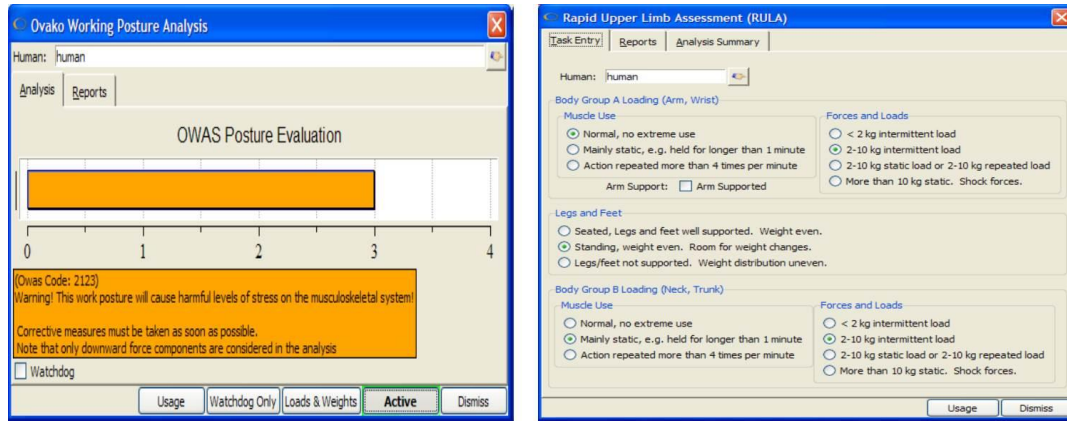 Ovako Working Posture Analysis
Human: human
Analysis Reports
OWAS Posture Evaluation
0 1 2 3 4
(Owas Code: 2123)
Warning! This work posture will cause harmful levels of stress on the musculoskeletal system!
Corrective measures must be taken as soon as possible.
Note that only downward force components are considered in the analysis
Watchdog
Usage Watchdog Only Loads & Weights Active Dismiss
Rapid Upper Limb Assessment (RULA)
Task Entry Reports Analysis Summary
Human: human
Body Group A Loading (Arm, Wrist)
Muscle Use
Normal, no extreme use
Mainly static, e.g. held for longer than 1 minute
Action repeated more than 4 times per minute
Arm Support: Arm Supported
Forces and Loads
< 2 kg intermittent load
2-10 kg intermittent load
2-10 kg static load or 2-10 kg repeated load
More than 10 kg static. Shock forces.
Legs and Feet
Seated, Legs and feet well supported. Weight even.
Standing, weight even. Room for weight changes.
Legs/feet not supported. Weight distribution uneven.
Body Group B Loading (Neck, Trunk)
Muscle Use
Normal, no extreme use
Mainly static, e.g. held for longer than 1 minute
Action repeated more than 4 times per minute
Forces and Loads
< 2 kg intermittent load
2-10 kg intermittent load
2-10 kg static load or 2-10 kg repeated load
More than 10 kg static. Shock forces.
Usage Dismiss